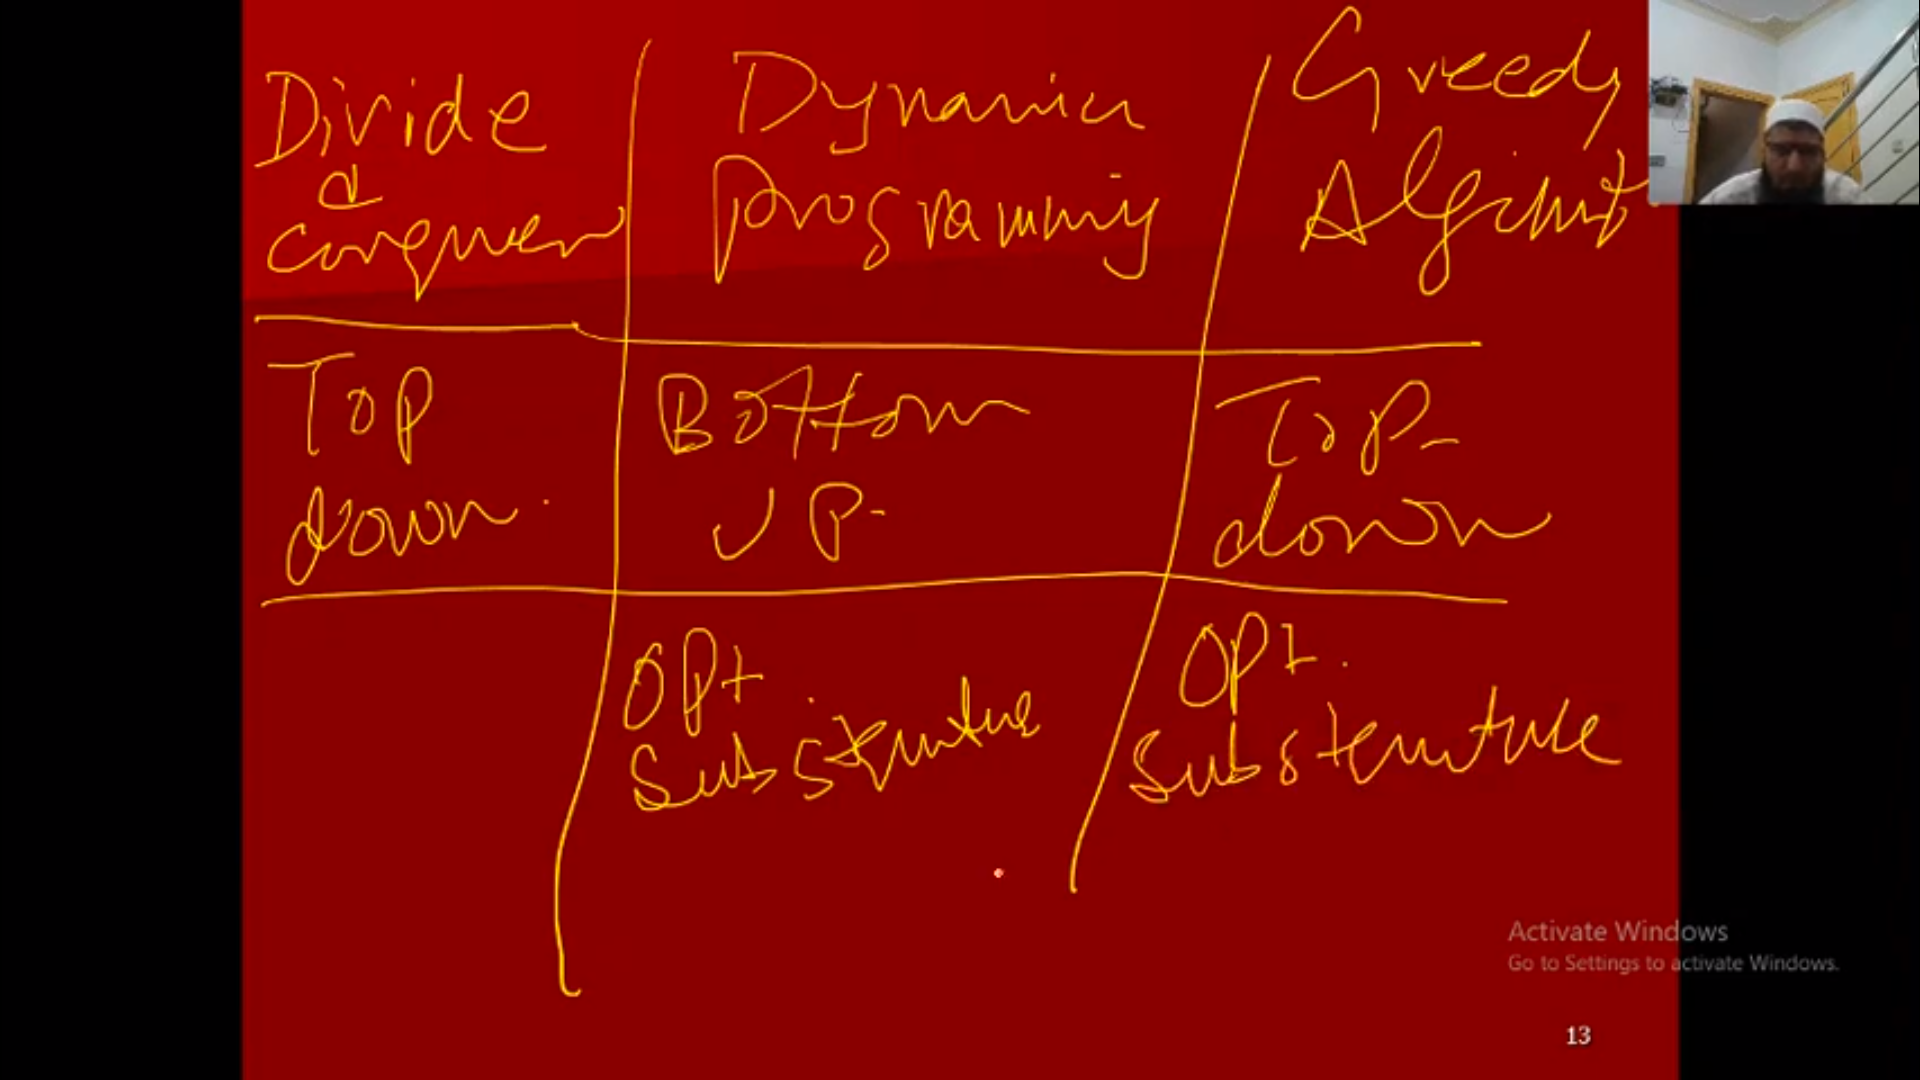 Divide
&
Conquer
Dynamic
Programming
Greedy
Algorithm
Top
down.
Bottom
UP-
Top-
down
Opt
Substructure
Opt.
Substructure
Activate Windows
Go to Settings to activate Windows.
13